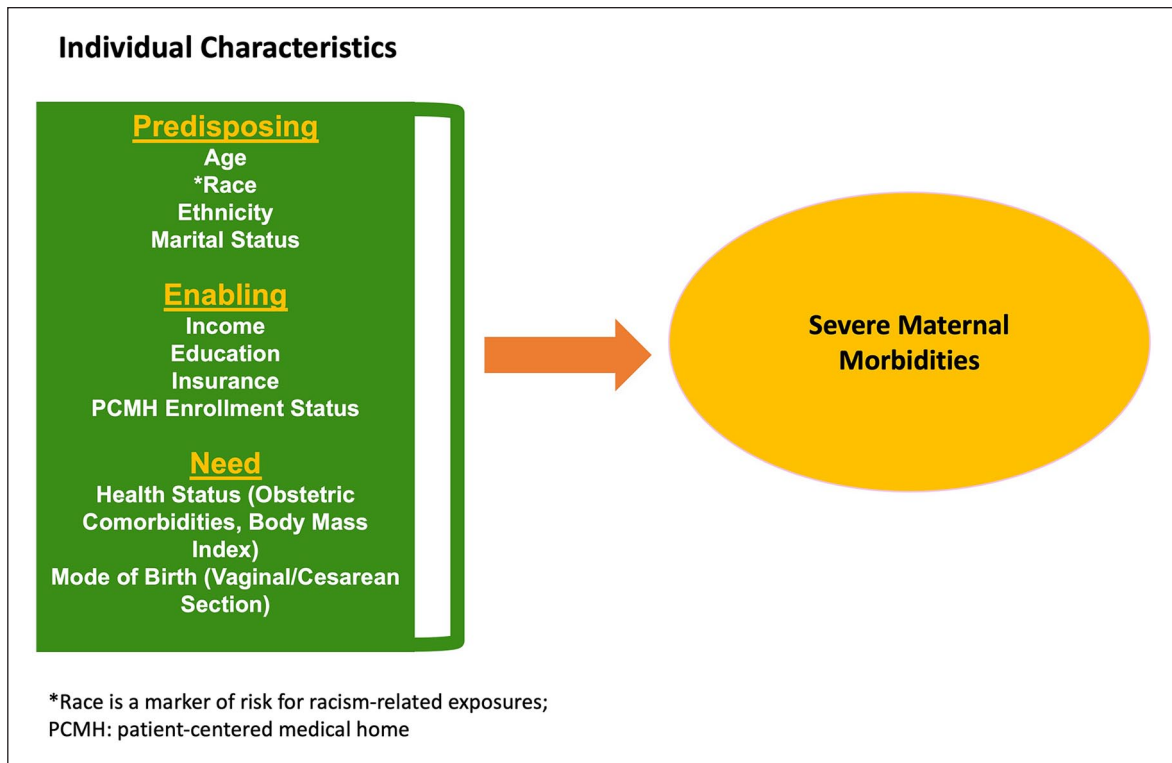 Individual Characteristics
Predisposing
Age
*Race
Ethnicity
Marital Status
Enabling
Income
Education
Insurance
PCMH Enrollment Status
Need
Health Status (Obstetric
Comorbidities, Body Mass
Index)
Mode of Birth (Vaginal/Cesarean
Section)
Severe Maternal
Morbidities
*Race is a marker of risk for racism-related exposures;
PCMH: patient-centered medical home